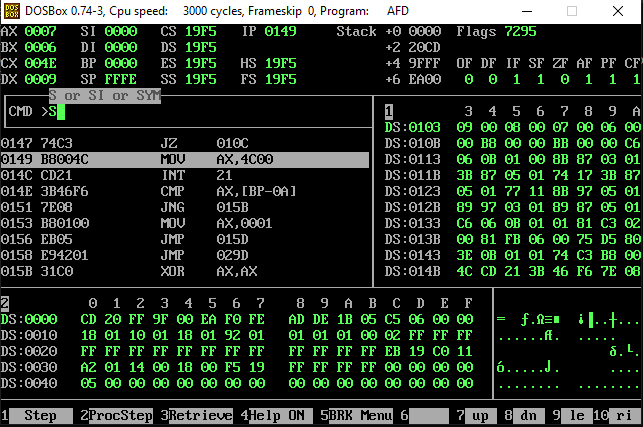 DOSBox 0.74-3, Cpu speed: 3000 cycles, Frameskip 0, Program: AFD
AX 0007 SI 0000 CS 19F5 IP 0149 Stack +0 0000 Flags 7295
BX 0006 DI 0000 DS 19F5 +2 20CD
CX 004E BP 0000 ES 19F5 HS 19F5 +4 9FFF OF DF IF SF ZF AF PF CF
DX 0009 SP FFFE SS 19F5 FS 19F5 +6 EA00 0 0 1 1 0 1 1 1
S or SI or SYM
CMD >S
1 3 4 5 6 7 8 9 A
DS:0103 09 00 08 00 07 00 06 00
DS:010B 00 B8 00 00 BB 00 00 C6
0147 74C3 JZ 010C DS:0113 06 0B 01 00 8B 87 03 01
0149 B8004C MOV AX,4C00 DS:011B 3B 87 05 01 74 17 3B 87
014C CD21 INT 21 DS:0123 05 01 77 11 8B 97 05 01
014E 3B46F6 CMP AX,[BP-0A] DS:012B 89 97 03 01 89 87 05 01
0151 7E08 JNG 015B DS:0133 C6 06 0B 01 01 81 C3 02
0153 B80100 MOV AX,0001 DS:013B 00 81 FB 06 00 75 D5 80
0156 EB05 JMP 015D DS:0143 3E 0B 01 01 74 C3 B8 00
0158 E94201 JMP 029D DS:014B 4C CD 21 3B 46 F6 7E 08
015B 31C0 XOR AX,AX
2 0 1 2 3 4 5 6 7 8 9 A B C D E F
DS:0000 CD 20 FF 9F 00 EA F0 FE AD DE 1B 05 C5 06 00 00 = ƒ.Ω≡■ ¡▐..┼...
DS:0010 18 01 10 01 18 01 92 01 01 01 01 00 02 FF FF FF ......ff. .....
DS:0020 FF FF FF FF FF FF FF FF FF FF FF FF EB 19 C0 11 δ.└.
DS:0030 A2 01 14 00 18 00 F5 19 FF FF FF FF 00 00 00 00 ó.....⌡. ....
DS:0040 05 00 00 00 00 00 00 00 00 00 00 00 00 00 00 00 ........ ........
1 Step 2 ProcStep 3 Retrieve 4 Help ON 5 BRK Menu 6 7 up 8 dn 9 le 10 ri